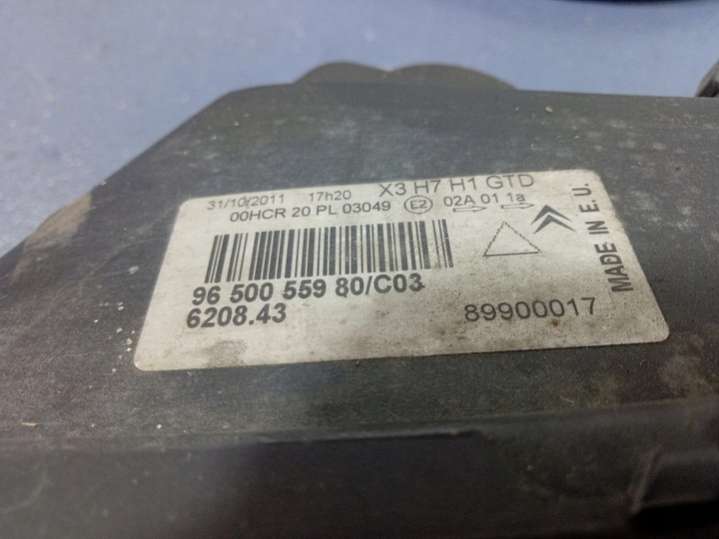 31/10/2011 17h20 X3 H7 H1 GTD
00HCR 20 PL 03049 E2 02A 01 1a
96 500 559 80/C03
6208.43
89900017
MADE IN E.U.